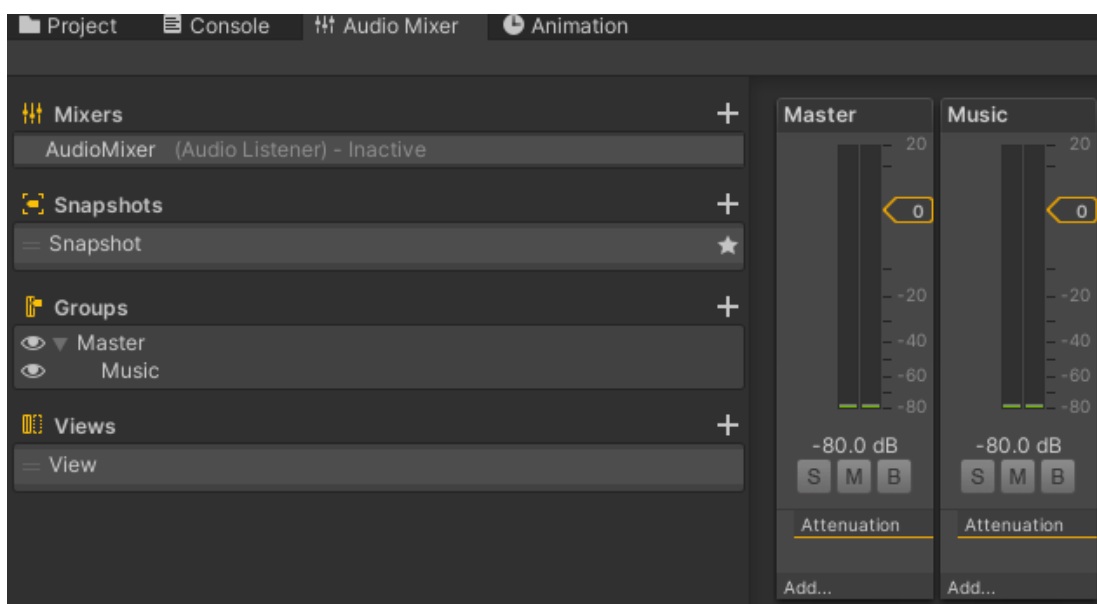 Project Console Audio Mixer Animation
Mixers
AudioMixer (Audio Listener) - Inactive
Snapshots
Snapshot
Groups
Master
Music
Views
View
Master
20
0
-20
-40
-60
-80
-80.0 dB
S M B
Attenuation
Add...
Music
20
0
-20
-40
-60
-80
-80.0 dB
S M B
Attenuation
Add...